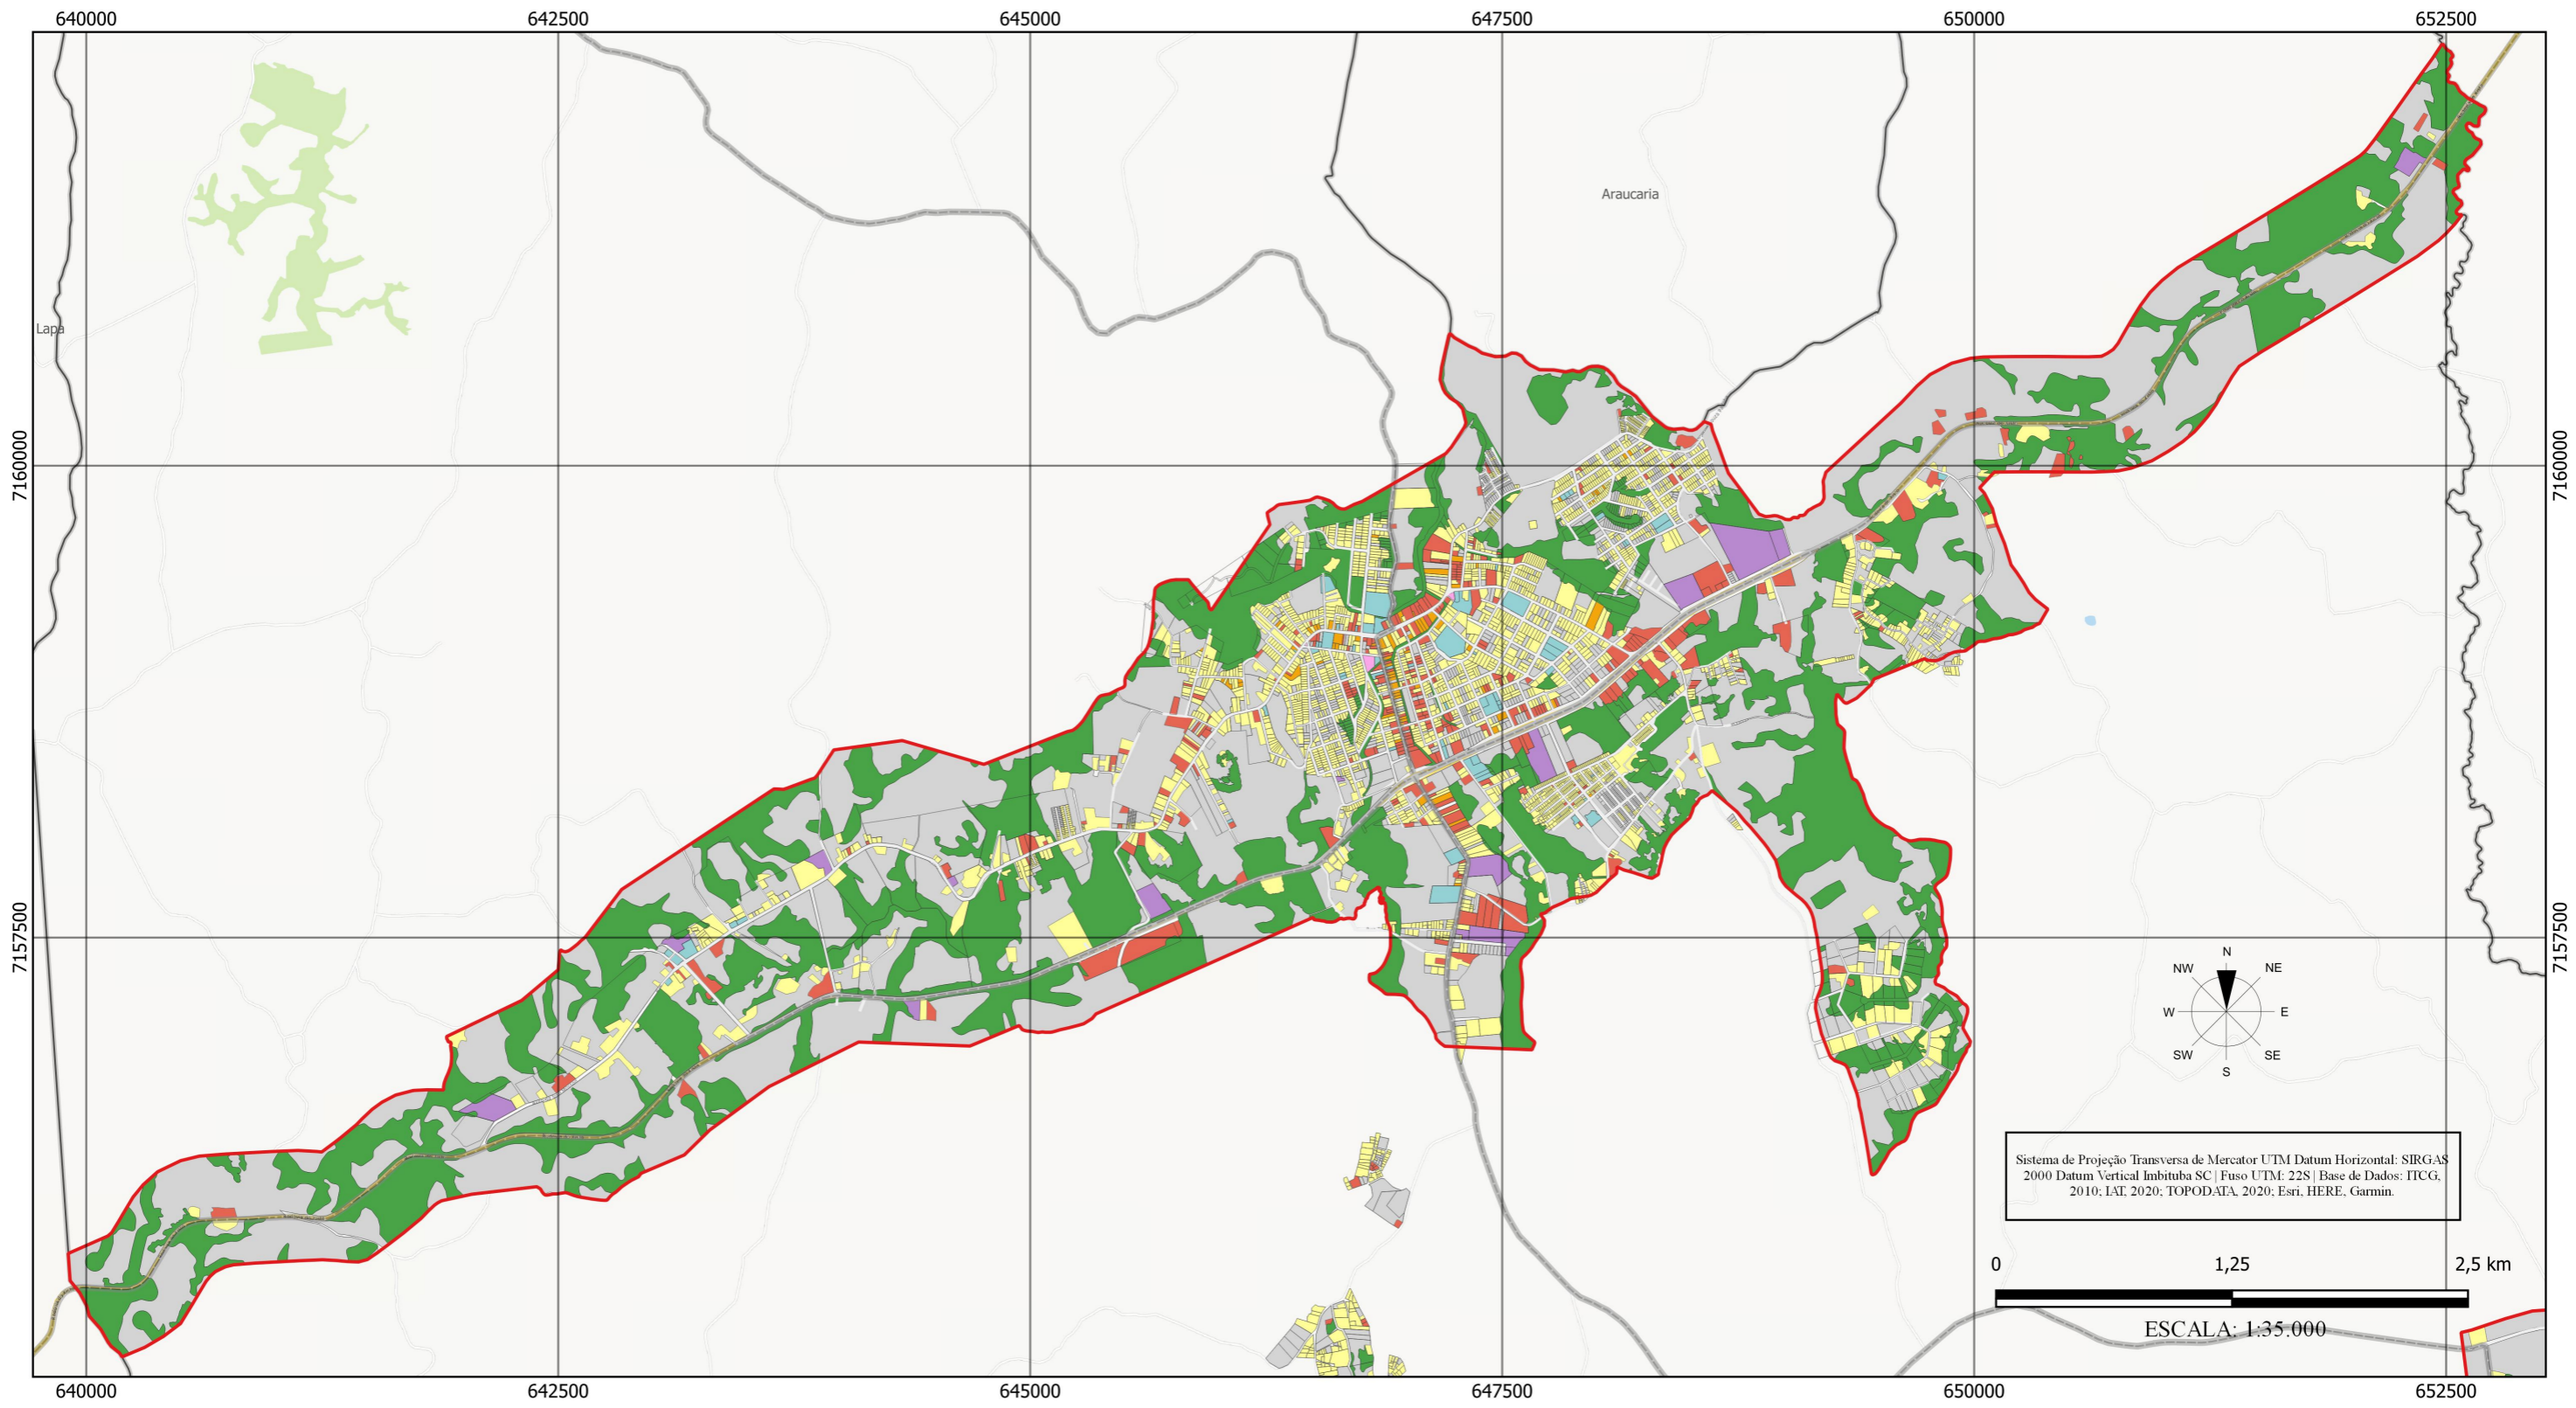 640000 642500 645000 647500 650000 652500
Araucaria
Lapa
7160000 7160000
7157500 7157500
N
NW NE
W E
SW SE
S
Sistema de Projeção Transversa de Mercator UTM Datum Horizontal: SIRGAS
2000 Datum Vertical Imbituba SC | Fuso UTM: 22S | Base de Dados: ITCG,
2010; IAT, 2020; TOPODATA, 2020; Esri, HERE, Garmin.
0 1,25 2,5 km
ESCALA: 1:35.000
640000 642500 645000 647500 650000 652500